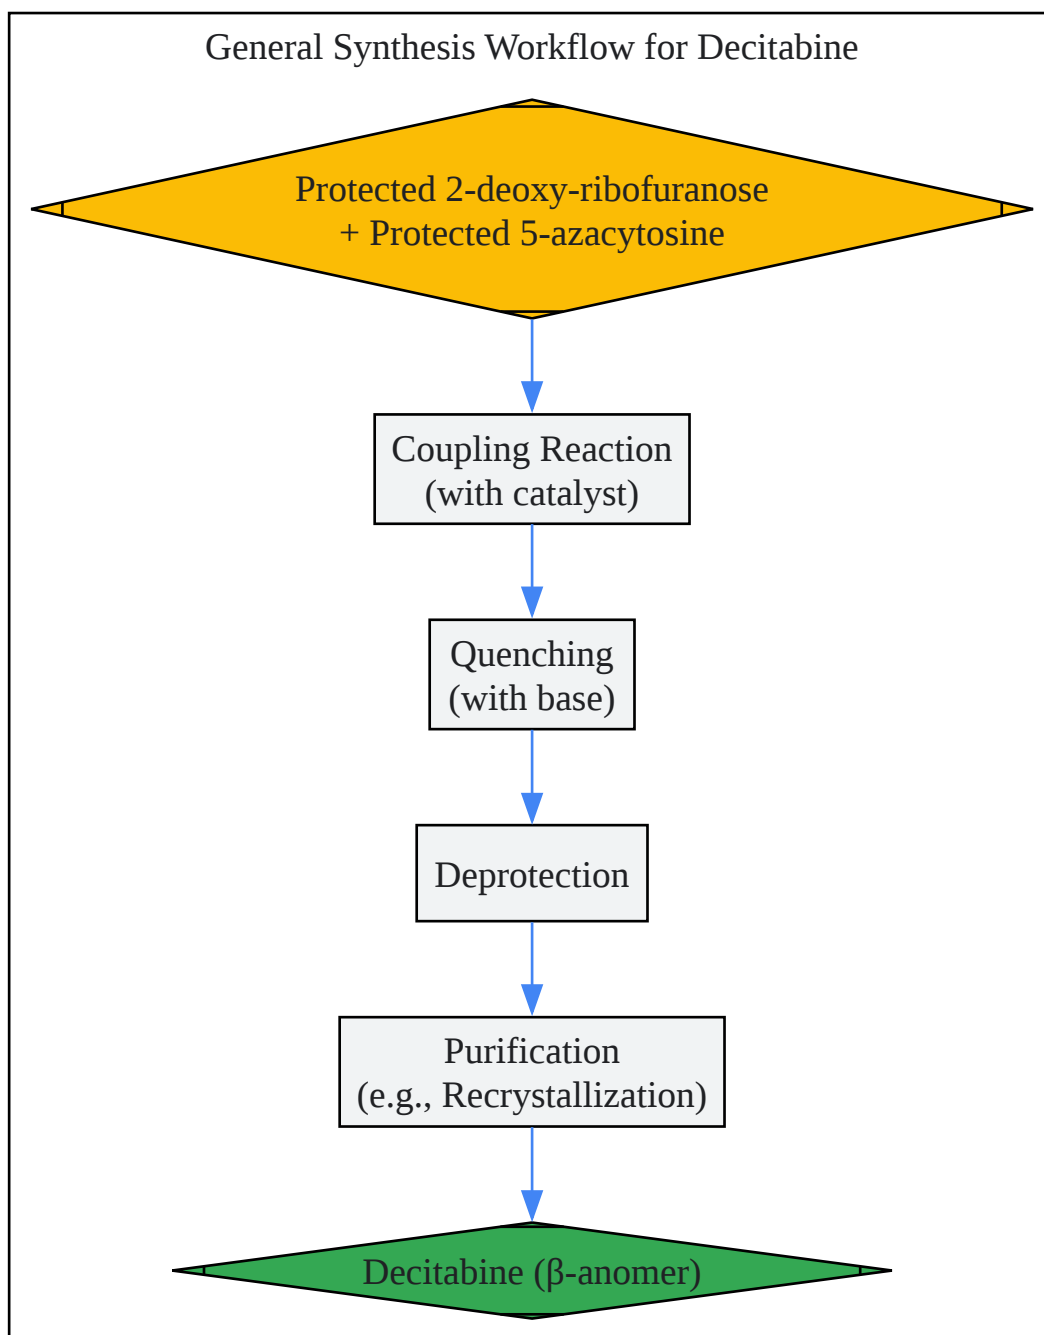 General Synthesis Workflow for Decitabine
Protected 2-deoxy-ribofuranose
+ Protected 5-azacytosine
Coupling Reaction
(with catalyst)
Quenching
(with base)
Deprotection
Purification
(e.g., Recrystallization)
Decitabine (β-anomer)